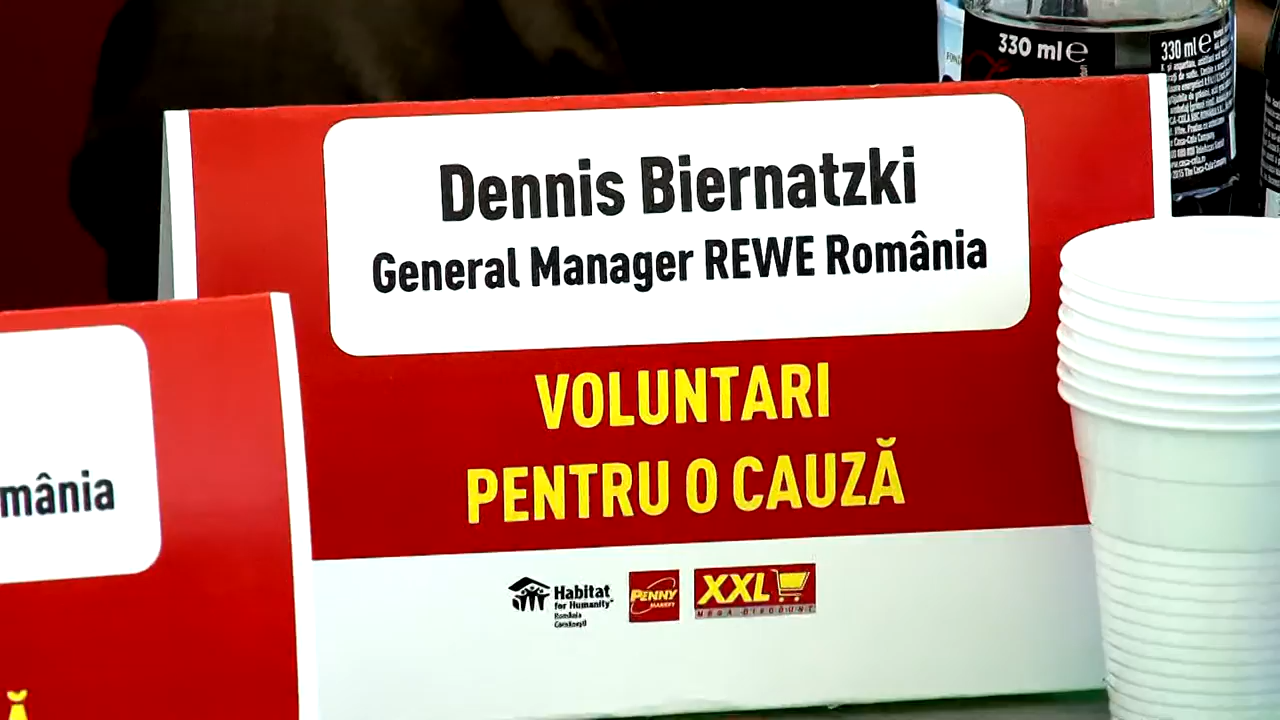 330 ml e
330 ml e
Dennis Biernatzki
General Manager REWE România
VOLUNTARI
PENTRU O CAUZĂ
mânia
Habitat
for Humanity
România
PENNY
MARKET
XXL
MEGA DISCOUNT
Ă